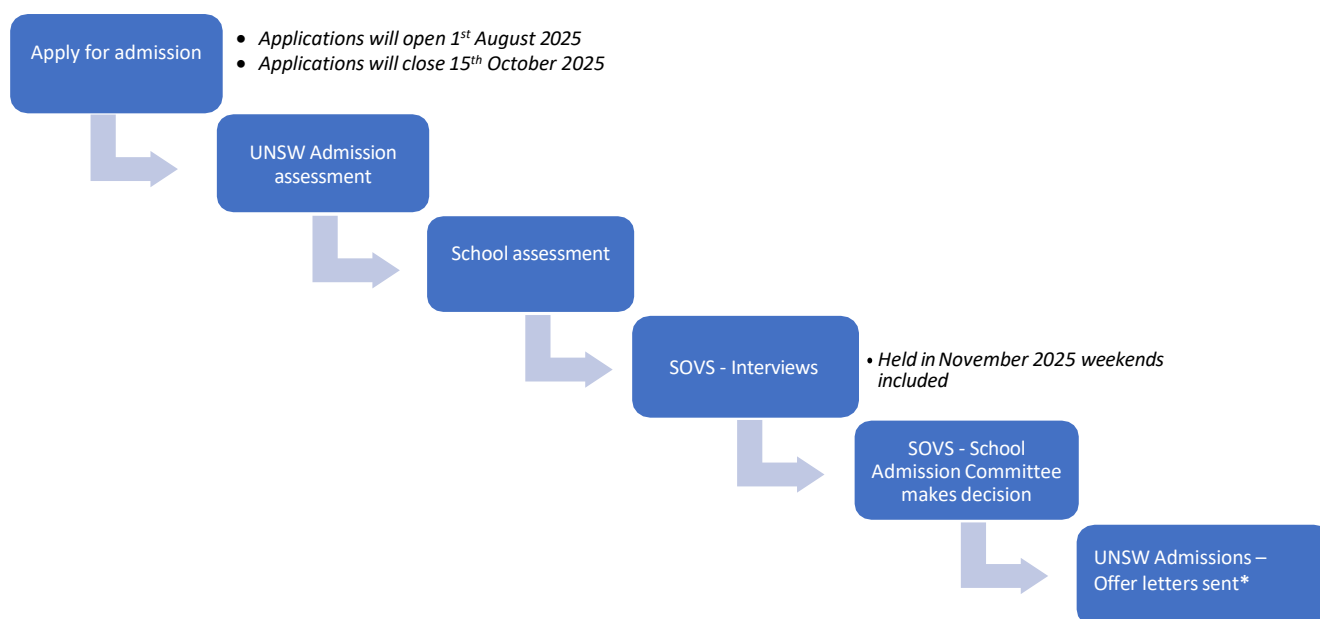 Apply for admission
• Applications will open 1st August 2025
• Applications will close 15th October 2025
UNSW Admission
assessment
School assessment
SOVS - Interviews
• Held in November 2025 weekends
included
SOVS - School
Admission Committee
makes decision
UNSW Admissions –
Offer letters sent*